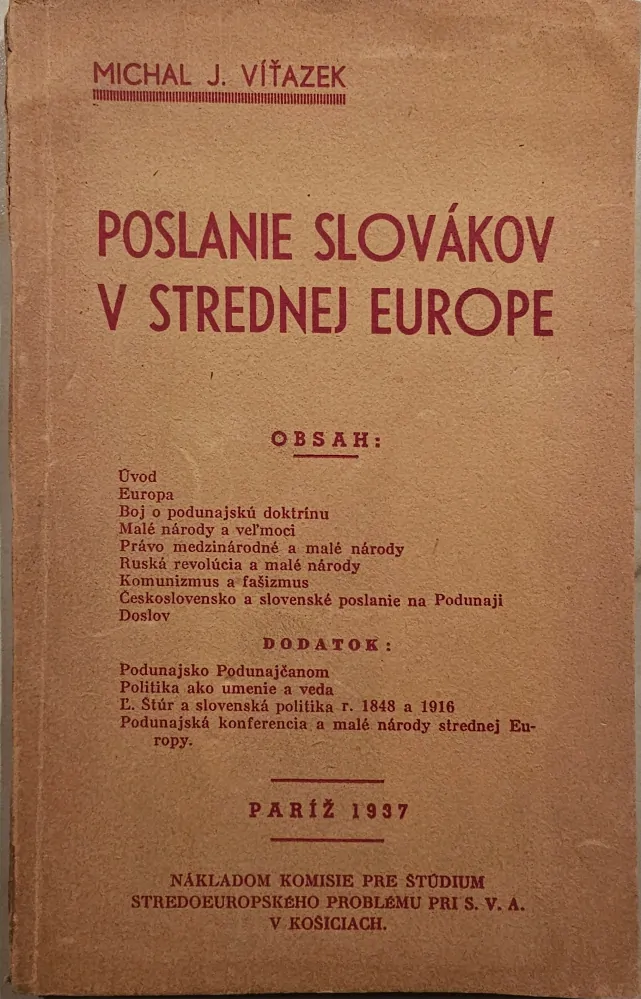 MICHAL J. VÍŤAZEK
POSLANIE SLOVÁKOV
V STREDNEJ EUROPE
OBSAH:
Úvod
Europa
Boj o podunajskú doktrínu
Malé národy a veľmoci
Právo medzinárodné a malé národy
Ruská revolúcia a malé národy
Komunizmus a fašizmus
Československo a slovenské poslanie na Podunaji
Doslov
DODATOK:
Podunajsko Podunajčanom
Politika ako umenie a veda
Ľ. Štúr a slovenská politika r. 1848 a 1916
Podunajská konferencia a malé národy strednej Eu-
ropy.
PARÍŽ 1937
NÁKLADOM KOMISIE PRE ŠTÚDIUM
STREDOEUROPSKÉHO PROBLÉMU PRI S. V. A.
V KOŠICIACH.